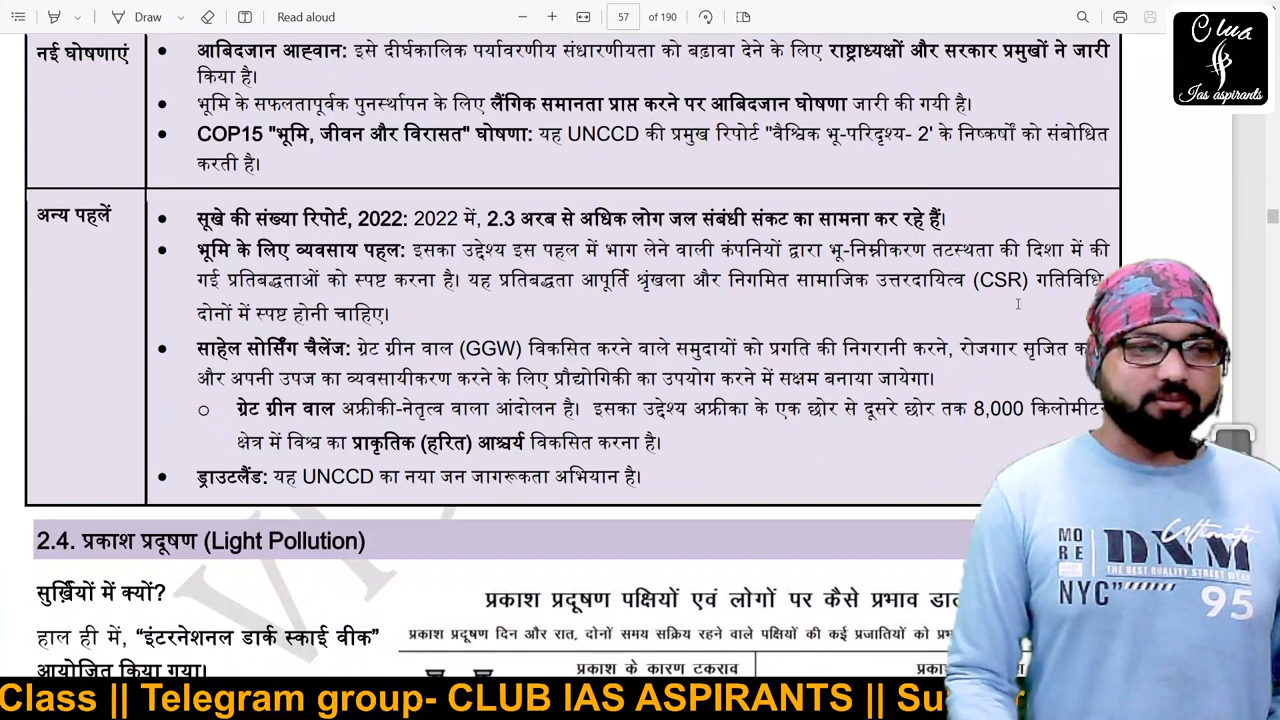 Draw
Read aloud
57 of 190
Clua
Ias aspirants
नई घोषणाएं
आबिदजान आह्वान: इसे दीर्घकालिक पर्यावरणीय संधारणीयता को बढ़ावा देने के लिए राष्ट्राध्यक्षों और सरकार प्रमुखों ने जारी
किया है।
भूमि के सफलतापूर्वक पुनर्स्थापन के लिए लैंगिक समानता प्राप्त करने पर आबिदजान घोषणा जारी की गयी है।
COP15 "भूमि, जीवन और विरासत" घोषणा: यह UNCCD की प्रमुख रिपोर्ट "वैश्विक भू-परिदृश्य- 2' के निष्कर्षों को संबोधित
करती है।
अन्य पहलें
सूखे की संख्या रिपोर्ट, 2022: 2022 में, 2.3 अरब से अधिक लोग जल संबंधी संकट का सामना कर रहे हैं।
भूमि के लिए व्यवसाय पहल: इसका उद्देश्य इस पहल में भाग लेने वाली कंपनियों द्वारा भू-निम्नीकरण तटस्थता की दिशा में की
गई प्रतिबद्धताओं को स्पष्ट करना है। यह प्रतिबद्धता आपूर्ति श्रृंखला और निगमित सामाजिक उत्तरदायित्व (CSR) गतिविधि
दोनों में स्पष्ट होनी चाहिए।
साहेल सोर्सिंग चैलेंज: ग्रेट ग्रीन वाल (GGW) विकसित करने वाले समुदायों को प्रगति की निगरानी करने, रोजगार सृजित
और अपनी उपज का व्यवसायीकरण करने के लिए प्रौद्योगिकी का उपयोग करने में सक्षम बनाया जायेगा।
ग्रेट ग्रीन वाल अफ्रीकी-नेतृत्व वाला आंदोलन है। इसका उद्देश्य अफ्रीका के एक छोर से दूसरे छोर तक 8,000 किलोमीटर
क्षेत्र में विश्व का प्राकृतिक (हरित) आश्चर्य विकसित करना है।
ड्राउटलैंड: यह UNCCD का नया जन जागरूकता अभियान है।
2.4. प्रकाश प्रदूषण (Light Pollution)
सुर्ख़ियों में क्यों?
हाल ही में, "इंटरनेशनल डार्क स्काई वीक"
आयोजित किया गया।
प्रकाश प्रदूषण पक्षियों एवं लोगों पर कैसे प्रभाव
प्रकाश प्रदूषण दिन और रात, दोनों समय सक्रिय रहने वाले पक्षियों की कई प्रजातियों को
प्रकाश के कारण टकराव
MO
RE
NYC
DNM
Ultimate
THE BEST QUALITY STREET
95
Class || Telegram group- CLUB IAS ASPIRANTS ||